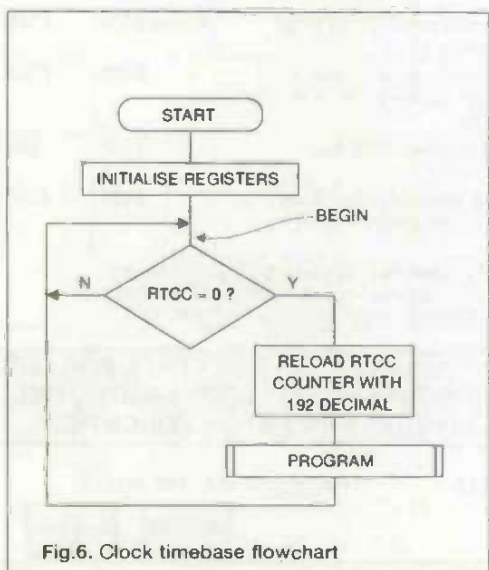 START
INITIALISE REGISTERS
BEGIN
N
RTCC = 0 ?
Y
RELOAD RTCC
COUNTER WITH
192 DECIMAL
PROGRAM
Fig.6. Clock timebase flowchart